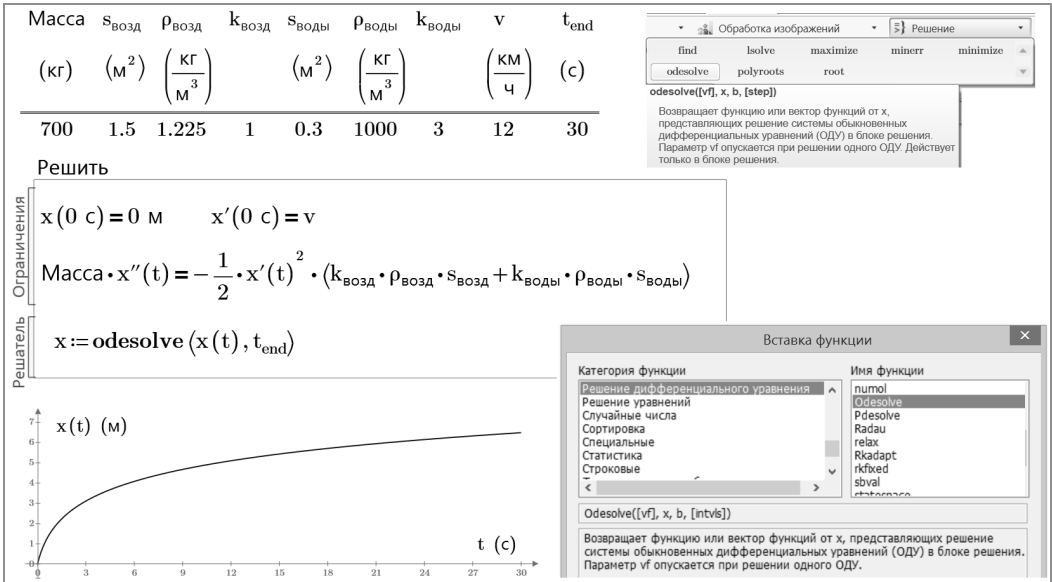 Масса s_возд ρ_возд k_возд s_воды ρ_воды k_воды v t_end
(кг) (м²) (кг/м³) (м²) (кг/м³) (км/ч) (с)
700 1.5 1.225 1 0.3 1000 3 12 30
Обработка изображений Решение
find lsolve maximize minerr minimize
odesolve polyroots root
odesolve([vf], x, b, [step])
Возвращает функцию или вектор функций от x,
представляющих решение системы обыкновенных
дифференциальных уравнений (ОДУ) в блоке решения.
Параметр vf опускается при решении одного ОДУ. Действует
только в блоке решения.
Решить
Ограничения
x(0 с)=0 м x′(0 с)=v
Масса·x′′(t)=−1/2·x′(t)²·(k_возд·ρ_возд·s_возд+k_воды·ρ_воды·s_воды)
Решатель
x:=odesolve(x(t), t_end)
x(t) (м)
7
6
5
4
3
2
1
0
0 3 6 9 12 15 18 21 24 27 30
t (с)
Вставка функции
Категория функции
Решение дифференциального уравнения
Решение уравнений
Случайные числа
Сортировка
Специальные
Статистика
Строковые
Имя функции
numol
Odesolve
Pdesolve
Radau
relax
Rkadapt
rkfixed
sbval
statespace
Odesolve([vf], x, b, [intvls])
Возвращает функцию или вектор функций от x, представляющих решение
системы обыкновенных дифференциальных уравнений (ОДУ) в блоке решения.
Параметр vf опускается при решении одного ОДУ.